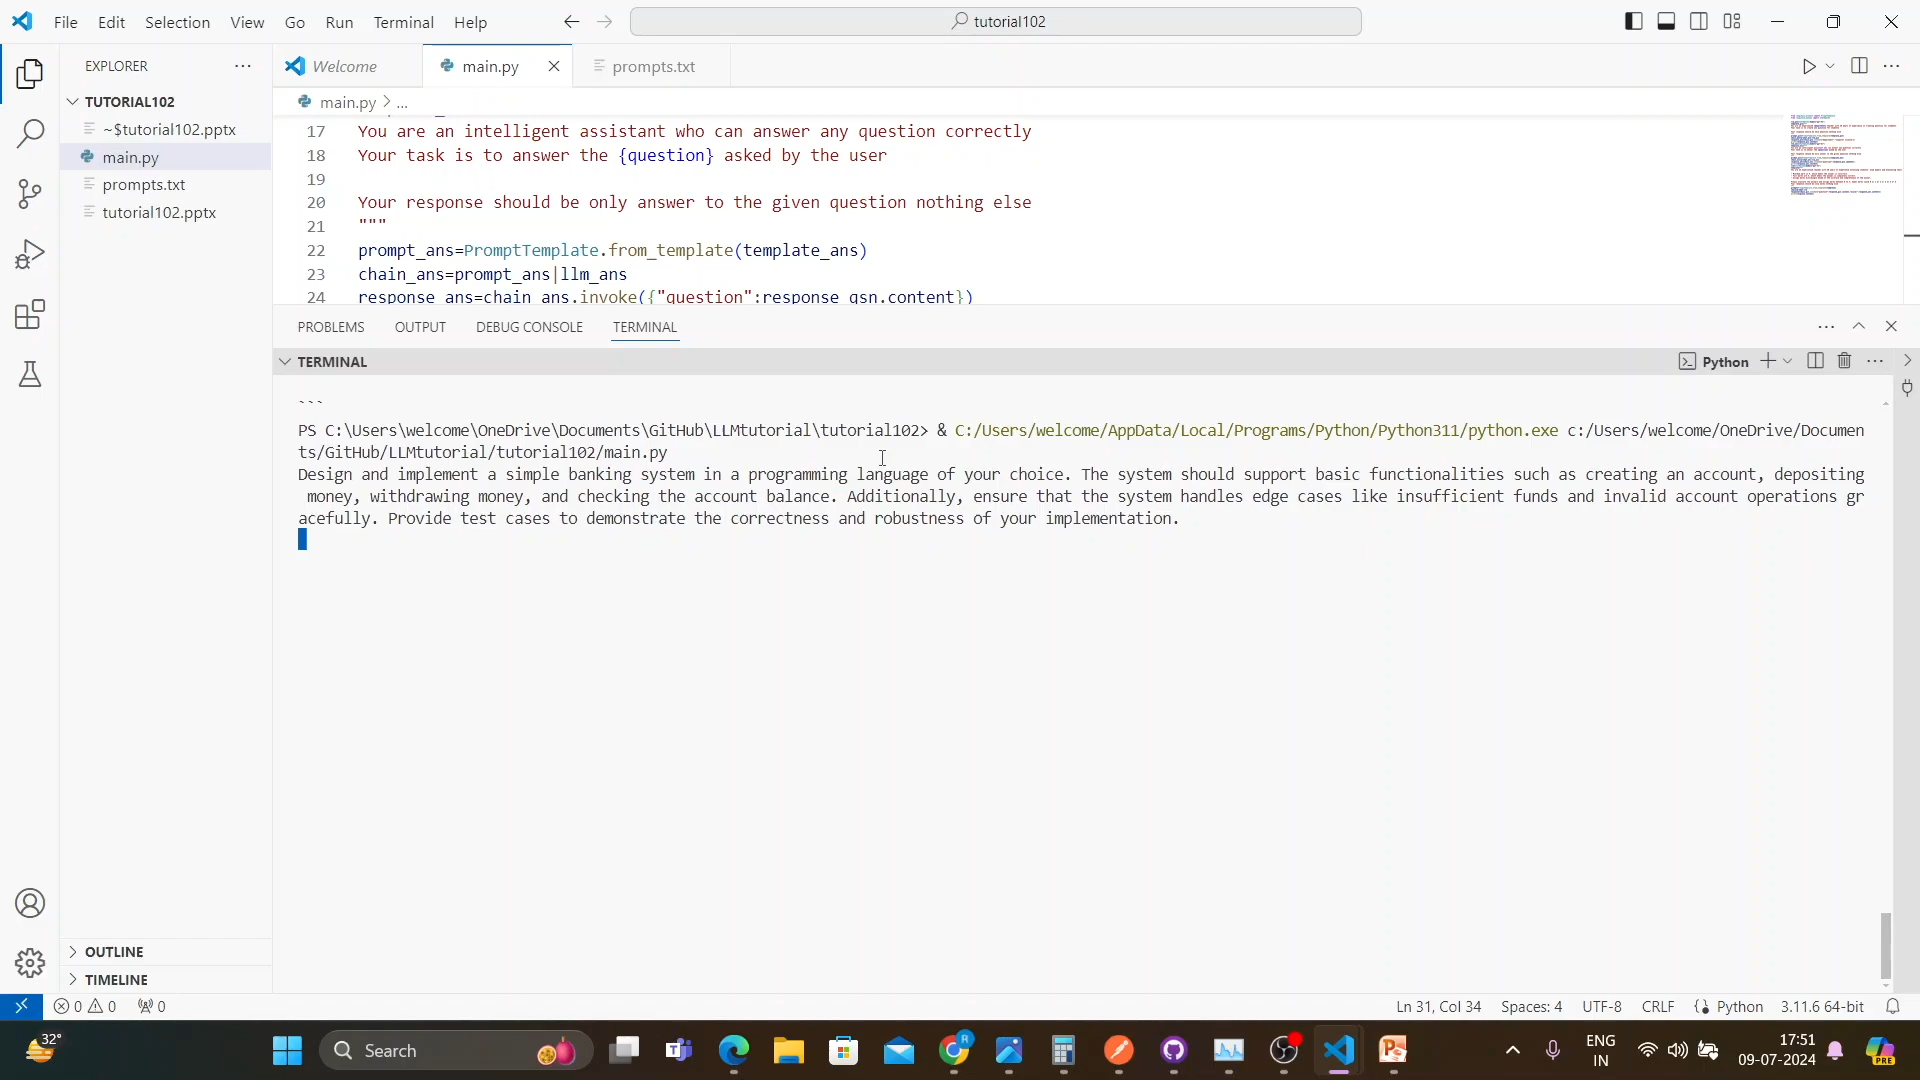 File Edit Selection View Go Run Terminal Help
tutorial102
EXPLORER
TUTORIAL102
~$tutorial102.pptx
main.py
prompts.txt
tutorial102.pptx
OUTLINE
TIMELINE
Welcome
main.py
prompts.txt
main.py > ...
17 You are an intelligent assistant who can answer any question correctly
18 Your task is to answer the {question} asked by the user
19
20 Your response should be only answer to the given question nothing else
21 """
22 prompt_ans=PromptTemplate.from_template(template_ans)
23 chain_ans=prompt_ans|llm_ans
24 response_ans=chain_ans.invoke({"question":response_qsn.content})
PROBLEMS OUTPUT DEBUG CONSOLE TERMINAL
TERMINAL
Python
```
PS C:\Users\welcome\OneDrive\Documents\GitHub\LLMtutorial\tutorial102> & C:/Users/welcome/AppData/Local/Programs/Python/Python311/python.exe c:/Users/welcome/OneDrive/Documen
ts/GitHub/LLMtutorial/tutorial102/main.py
Design and implement a simple banking system in a programming language of your choice. The system should support basic functionalities such as creating an account, depositing
money, withdrawing money, and checking the account balance. Additionally, ensure that the system handles edge cases like insufficient funds and invalid account operations gr
acefully. Provide test cases to demonstrate the correctness and robustness of your implementation.
0 0 0
Ln 31, Col 34 Spaces: 4 UTF-8 CRLF Python 3.11.6 64-bit
32°
Search
ENG
IN
17:51
09-07-2024
PRE